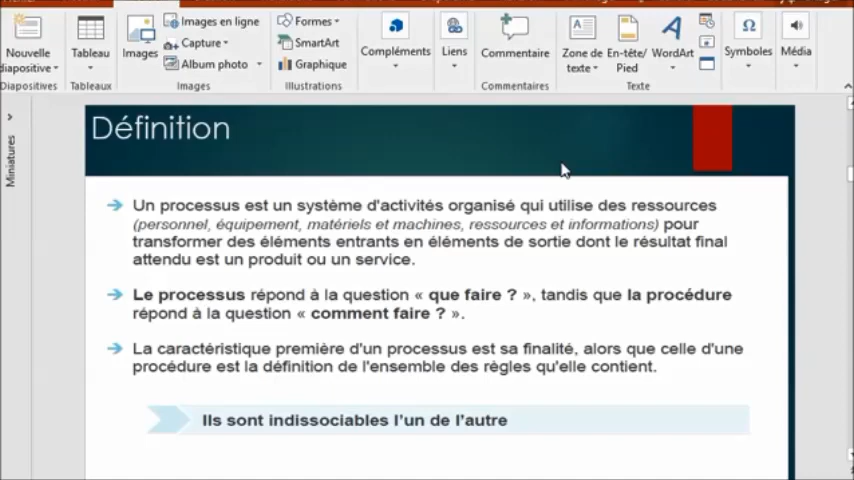 Nouvelle
diapositive
Diapositives
Tableau
Tableaux
Images
Images en ligne
Capture
Album photo
Images
Formes
SmartArt
Graphique
Illustrations
Compléments
Liens
Commentaire
Commentaires
Zone de
texte
En-tête/
Pied
WordArt
Texte
Symboles
Média
Miniatures
Définition
Un processus est un système d'activités organisé qui utilise des ressources
(personnel, équipement, matériels et machines, ressources et informations) pour
transformer des éléments entrants en éléments de sortie dont le résultat final
attendu est un produit ou un service.
Le processus répond à la question « que faire ? », tandis que la procédure
répond à la question « comment faire ? ».
La caractéristique première d'un processus est sa finalité, alors que celle d'une
procédure est la définition de l'ensemble des règles qu'elle contient.
Ils sont indissociables l'un de l'autre